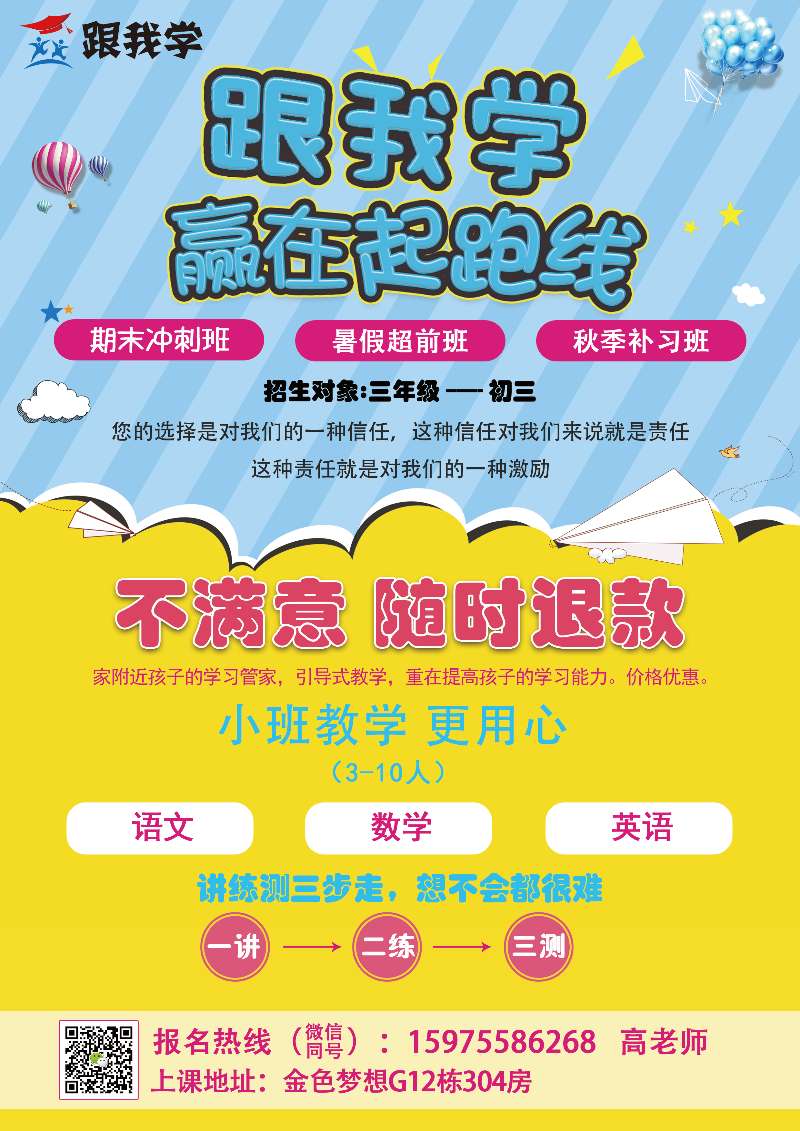 跟我学
跟我学
赢在起跑线
期末冲刺班 暑假超前班 秋季补习班
招生对象:三年级 —— 初三
您的选择是对我们的一种信任，这种信任对我们来说就是责任
这种责任就是对我们的一种激励
不满意 随时退款
家附近孩子的学习管家，引导式教学，重在提高孩子的学习能力。价格优惠。
小班教学 更用心
（3-10人）
语文 数学 英语
讲练测三步走，想不会都很难
一讲 二练 三测
报名热线（微信同号）：15975586268 高老师
上课地址：金色梦想G12栋304房